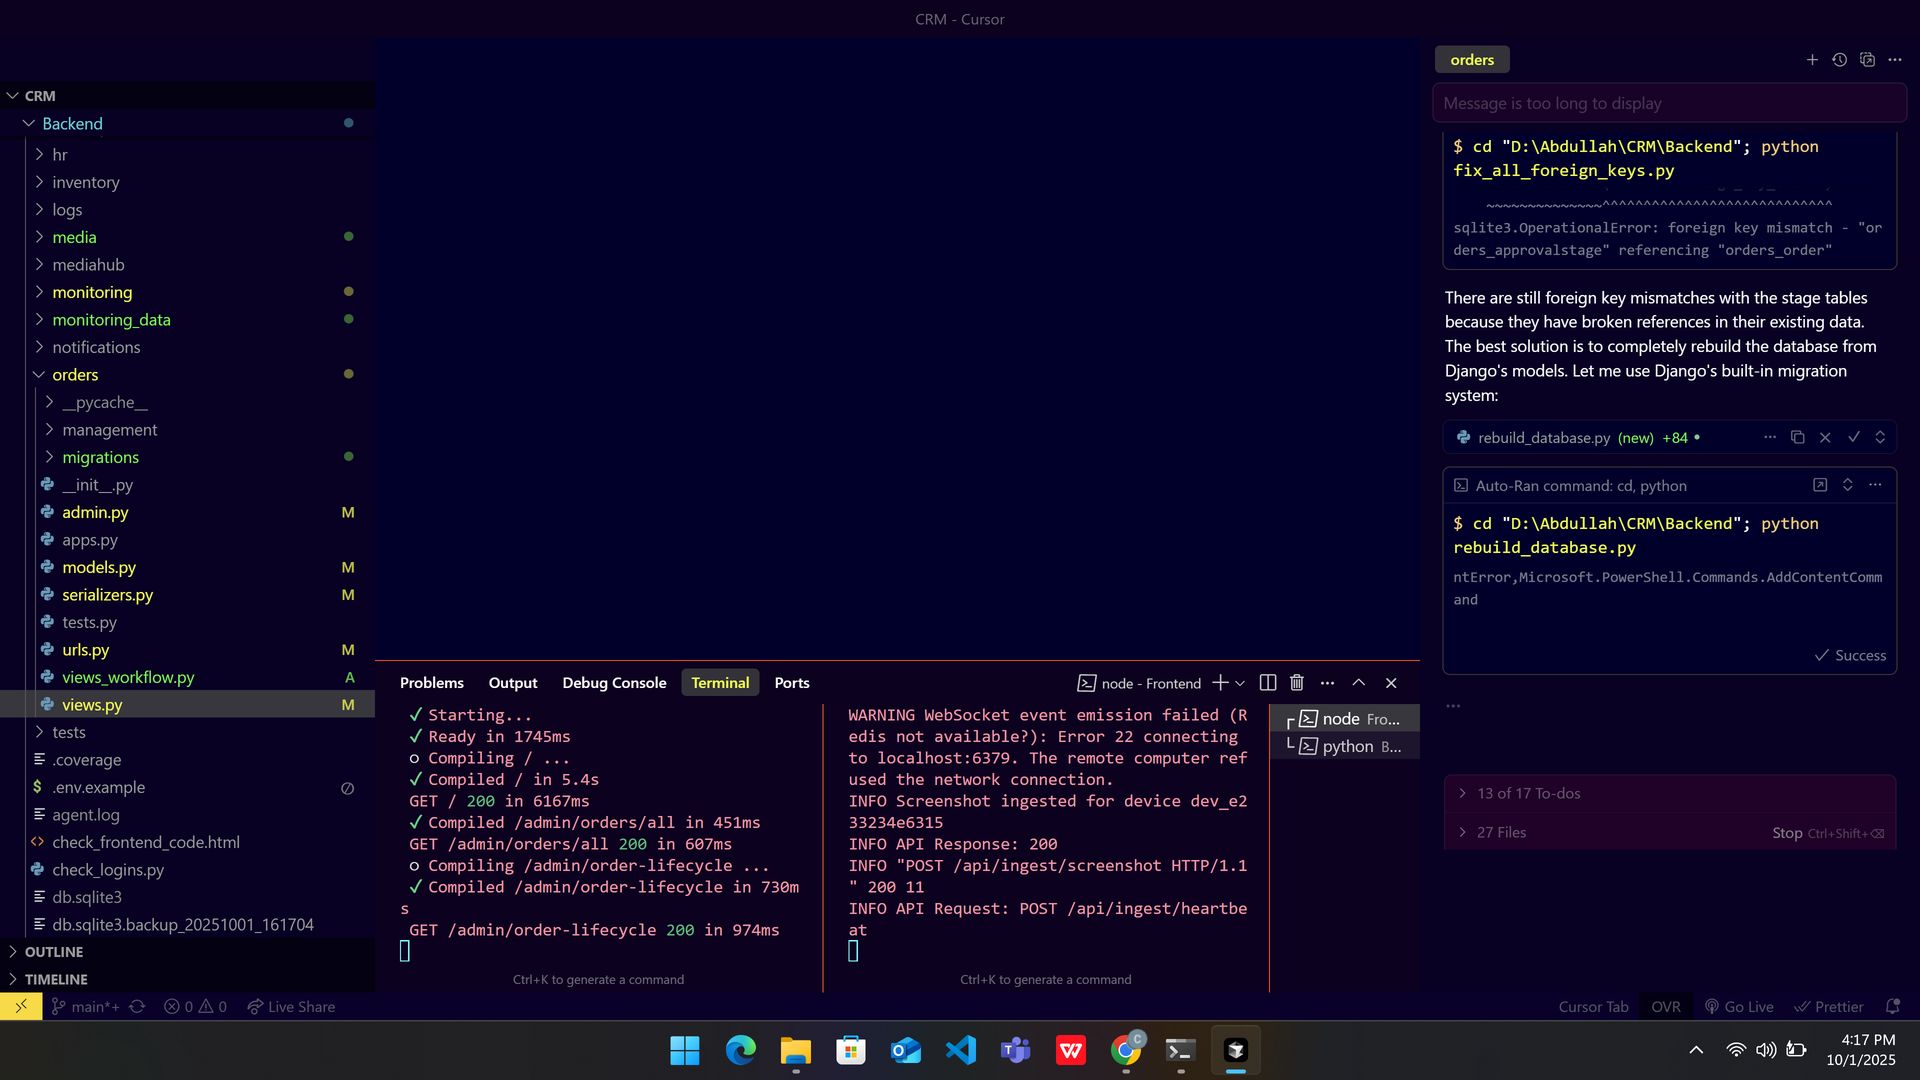 CRM - Cursor
CRM
Backend
hr
inventory
logs
media
mediahub
monitoring
monitoring_data
notifications
orders
__pycache__
management
migrations
__init__.py
admin.py M
apps.py
models.py M
serializers.py M
tests.py
urls.py M
views_workflow.py A
views.py M
tests
.coverage
$ .env.example
agent.log
check_frontend_code.html
check_logins.py
db.sqlite3
db.sqlite3.backup_20251001_161704
OUTLINE
TIMELINE
Problems Output Debug Console Terminal Ports
node - Frontend
✓ Starting...
✓ Ready in 1745ms
○ Compiling / ...
✓ Compiled / in 5.4s
GET / 200 in 6167ms
✓ Compiled /admin/orders/all in 451ms
GET /admin/orders/all 200 in 607ms
○ Compiling /admin/order-lifecycle ...
✓ Compiled /admin/order-lifecycle in 730m
s
GET /admin/order-lifecycle 200 in 974ms
Ctrl+K to generate a command
WARNING WebSocket event emission failed (R
edis not available?): Error 22 connecting
to localhost:6379. The remote computer ref
used the network connection.
INFO Screenshot ingested for device dev_e2
33234e6315
INFO API Response: 200
INFO "POST /api/ingest/screenshot HTTP/1.1
" 200 11
INFO API Request: POST /api/ingest/heartbe
at
Ctrl+K to generate a command
node Fro...
python B...
orders
Message is too long to display
$ cd "D:\Abdullah\CRM\Backend"; python
fix_all_foreign_keys.py
~~~~~~~~~~~~~~^^^^^^^^^^^^^^^^^^^^^^^^^^^^
sqlite3.OperationalError: foreign key mismatch - "or
ders_approvalstage" referencing "orders_order"
There are still foreign key mismatches with the stage tables
because they have broken references in their existing data.
The best solution is to completely rebuild the database from
Django's models. Let me use Django's built-in migration
system:
rebuild_database.py (new) +84
Auto-Ran command: cd, python
$ cd "D:\Abdullah\CRM\Backend"; python
rebuild_database.py
ntError,Microsoft.PowerShell.Commands.AddContentComm
and
Success
13 of 17 To-dos
27 Files Stop Ctrl+Shift+⌫
main*+ 0 0 Live Share
Cursor Tab OVR Go Live Prettier
4:17 PM
10/1/2025